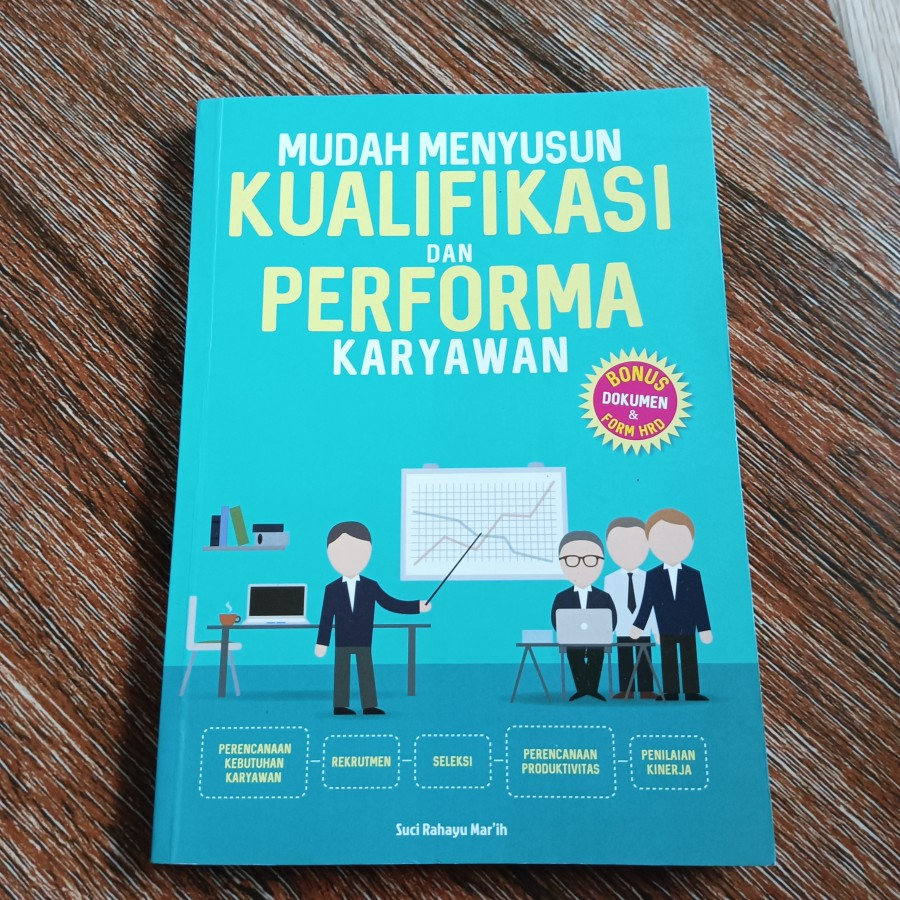 MUDAH MENYUSUN
KUALIFIKASI
DAN
PERFORMA
KARYAWAN
BONUS
DOKUMEN
&
FORM HRD
PERENCANAAN
KEBUTUHAN
KARYAWAN
REKRUTMEN
SELEKSI
PERENCANAAN
PRODUKTIVITAS
PENILAIAN
KINERJA
Suci Rahayu Mar'ih